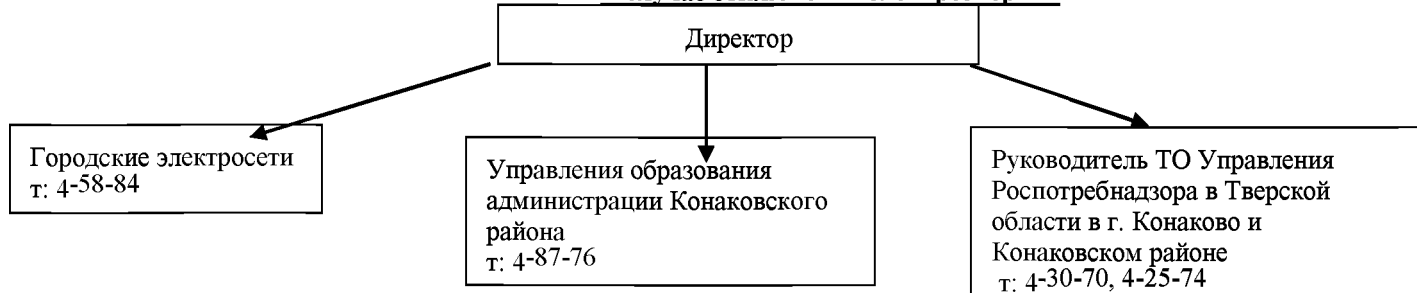 Директор
Городские электросети
т: 4-58-84
Управления образования
администрации Конаковского
района
т: 4-87-76
Руководитель ТО Управления
Роспотребнадзора в Тверской
области в г. Конаково и
Конаковском районе
т: 4-30-70, 4-25-74